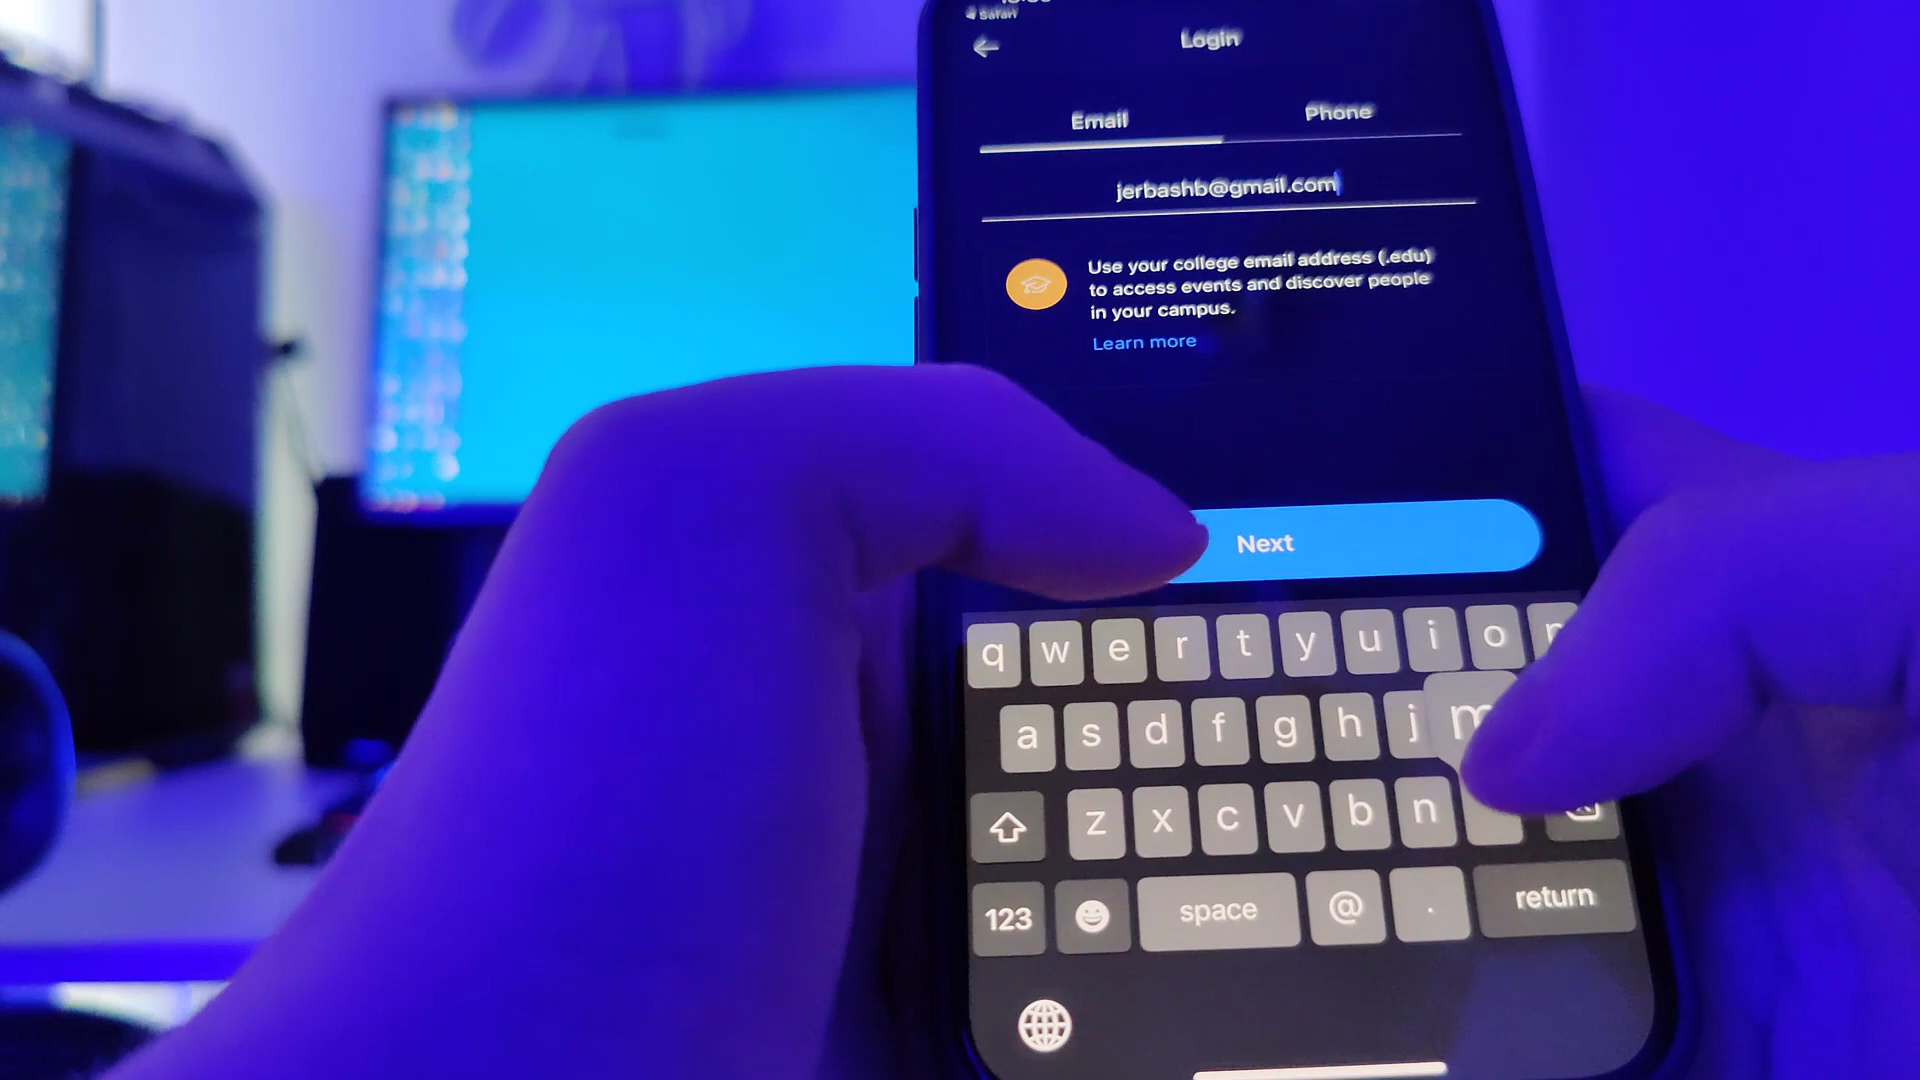 Safari
Login
Email
Phone
jerbashb@gmail.com
Use your college email address (.edu)
to access events and discover people
in your campus.
Learn more
Next
q w e r t y u i o
a s d f g h j m
z x c v b n
123 space @ . return